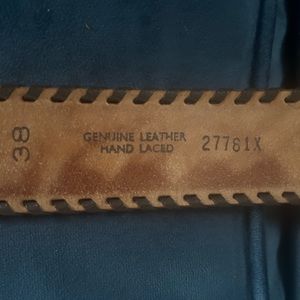 38
GENUINE LEATHER
HAND LACED
27781X